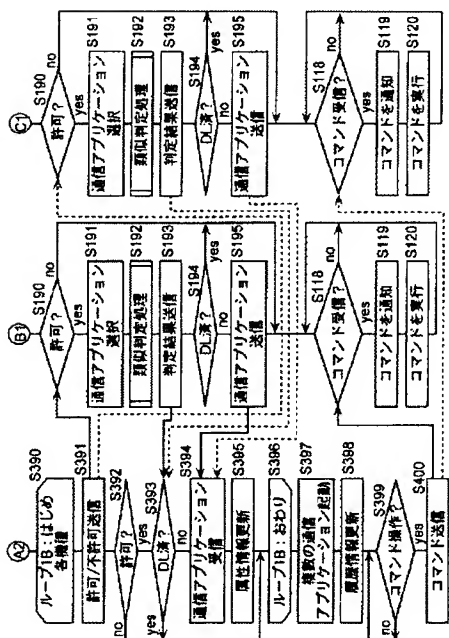 A2
S390
ループ1B:はじめ
各機種
S391
許可/不許可送信
S392
許可?
no
yes
S393
DL済?
yes
no
S394
通信アプリケーション
受信
S395
属性情報更新
S396
ループ1B:おわり
S397
複数の通信
アプリケーション起動
S398
履歴情報更新
S399
コマンド操作?
no
yes
S400
コマンド送信
B1
S190
許可?
no
yes
S191
通信アプリケーション
選択
S192
類似判定処理
S193
判定結果送信
S194
DL済?
yes
no
S195
通信アプリケーション
送信
S118
コマンド受信?
no
yes
S119
コマンドを通知
S120
コマンドを実行
C1
S190
許可?
no
yes
S191
通信アプリケーション
選択
S192
類似判定処理
S193
判定結果送信
S194
DL済?
yes
no
S195
通信アプリケーション
送信
S118
コマンド受信?
no
yes
S119
コマンドを通知
S120
コマンドを実行